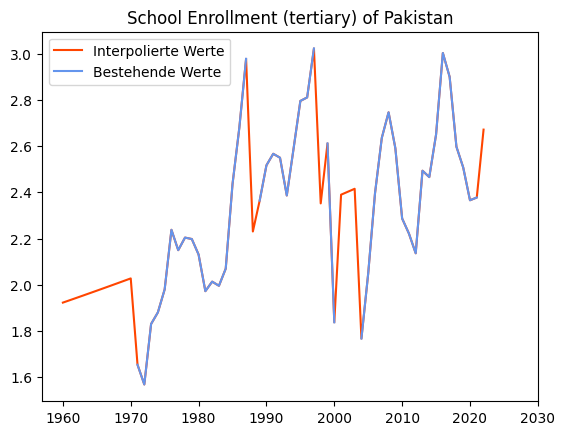 School Enrollment (tertiary) of Pakistan
Interpolierte Werte
Bestehende Werte
3.0
2.8
2.6
2.4
2.2
2.0
1.8
1.6
1960 1970 1980 1990 2000 2010 2020 2030